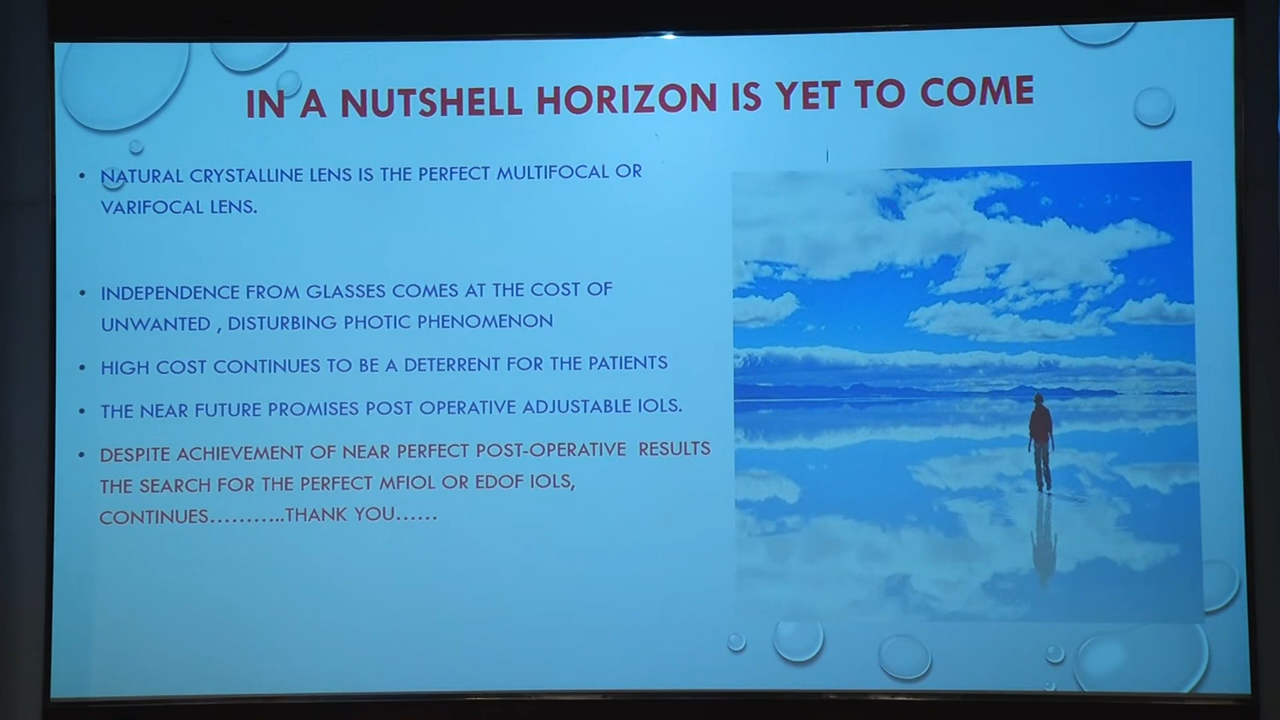 IN A NUTSHELL HORIZON IS YET TO COME
• NATURAL CRYSTALLINE LENS IS THE PERFECT MULTIFOCAL OR
VARIFOCAL LENS.
• INDEPENDENCE FROM GLASSES COMES AT THE COST OF
UNWANTED , DISTURBING PHOTIC PHENOMENON
• HIGH COST CONTINUES TO BE A DETERRENT FOR THE PATIENTS
• THE NEAR FUTURE PROMISES POST OPERATIVE ADJUSTABLE IOLS.
• DESPITE ACHIEVEMENT OF NEAR PERFECT POST-OPERATIVE RESULTS
THE SEARCH FOR THE PERFECT MFIOL OR EDOF IOLS,
CONTINUES………..THANK YOU……